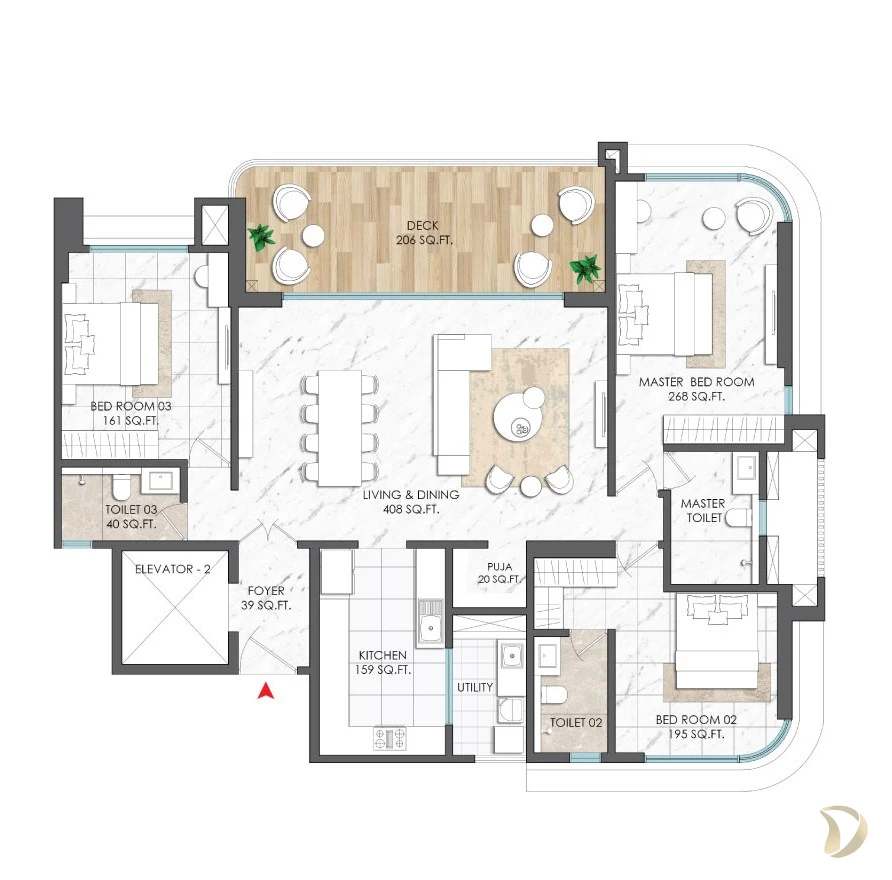 DECK
206 SQ.FT.
MASTER BED ROOM
268 SQ.FT.
BED ROOM 03
161 SQ.FT.
LIVING & DINING
408 SQ.FT.
TOILET 03
40 SQ.FT.
MASTER
TOILET
ELEVATOR - 2
PUJA
20 SQ.FT.
FOYER
39 SQ.FT.
KITCHEN
159 SQ.FT.
UTILITY
TOILET 02
BED ROOM 02
195 SQ.FT.